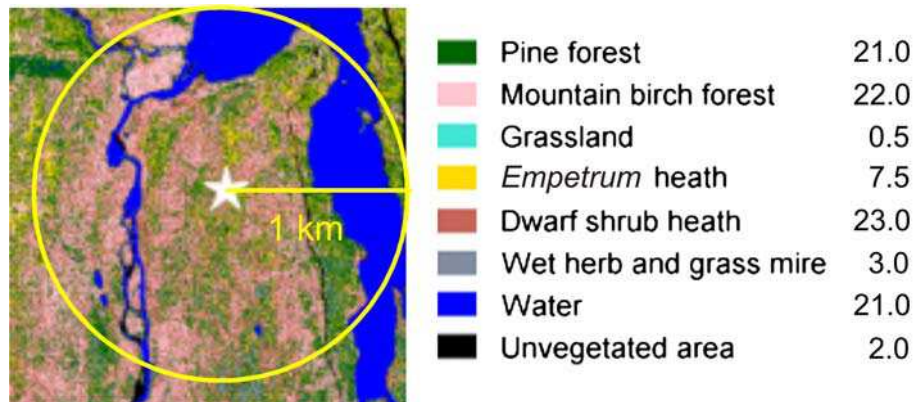 1 km
Pine forest 21.0
Mountain birch forest 22.0
Grassland 0.5
Empetrum heath 7.5
Dwarf shrub heath 23.0
Wet herb and grass mire 3.0
Water 21.0
Unvegetated area 2.0